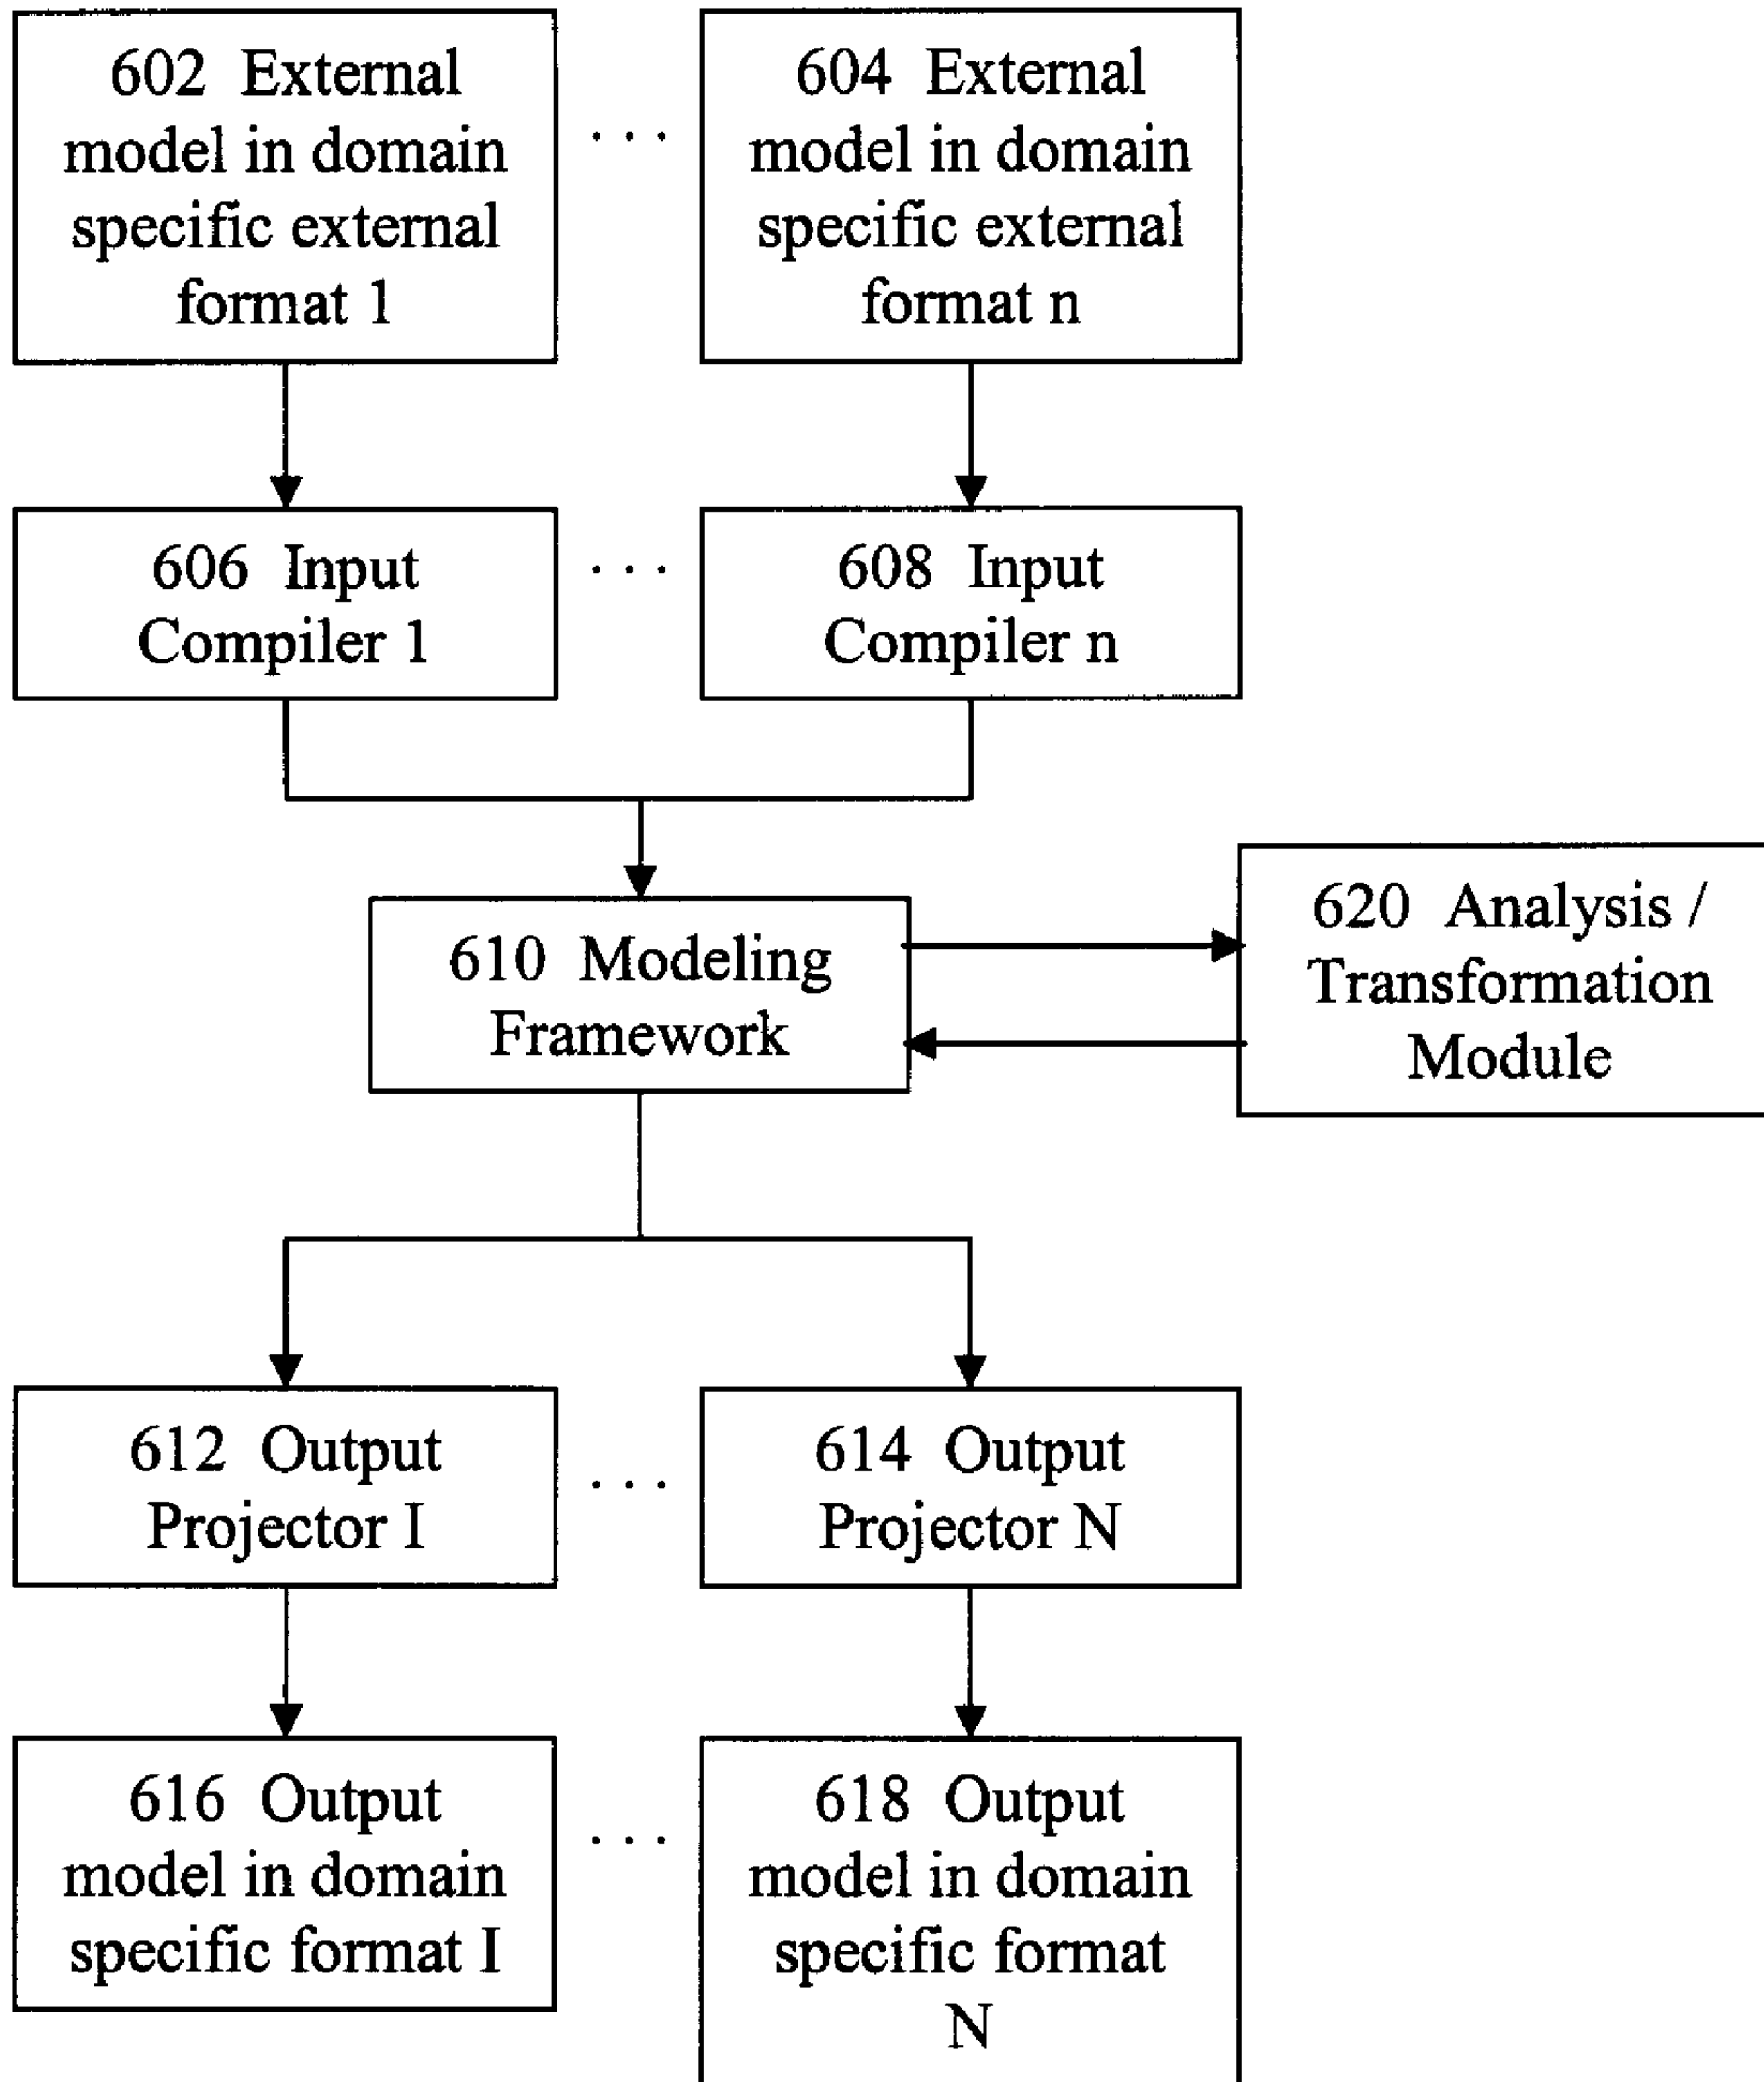 602 External
model in domain
specific external
format 1
. . .
604 External
model in domain
specific external
format n
606 Input
Compiler 1
. . .
608 Input
Compiler n
610 Modeling
Framework
620 Analysis /
Transformation
Module
612 Output
Projector I
. . .
614 Output
Projector N
616 Output
model in domain
specific format I
. . .
618 Output
model in domain
specific format
N